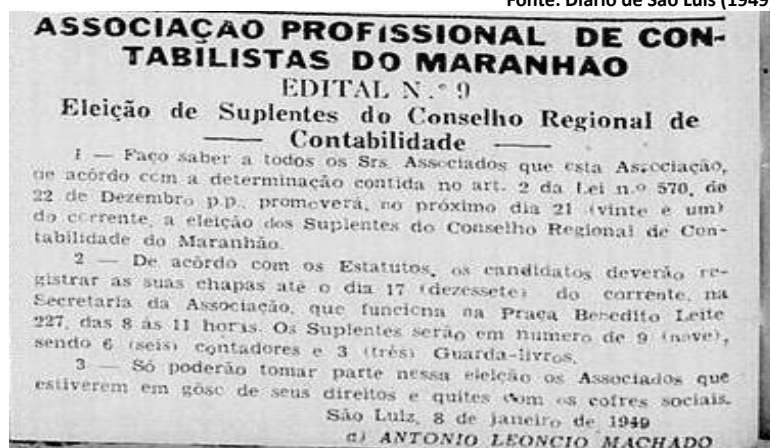 Fonte: Diário de São Luís (1949
ASSOCIAÇÃO PROFISSIONAL DE CON-
TABILISTAS DO MARANHÃO
EDITAL N.º 9
Eleição de Suplentes do Conselho Regional de
Contabilidade
1 — Faço saber a todos os Srs. Associados que esta Associação,
de acôrdo com a determinação contida no art. 2 da Lei n.º 570, de
22 de Dezembro p.p., promoverá, no próximo dia 21 (vinte e um)
do corrente, a eleição dos Suplentes do Conselho Regional de Con-
tabilidade do Maranhão.
2 — De acôrdo com os Estatutos, os candidatos deverão re-
gistrar as suas chapas até o dia 17 (dezessete) do corrente, na
Secretaria da Associação, que funciona na Praça Benedito Leite
227, das 8 ás 11 horas. Os Suplentes serão em numero de 9 (nove),
sendo 6 (seis) contadores e 3 (três) Guarda-livros.
3 — Só poderão tomar parte nessa eleição os Associados que
estiverem em gôso de seus direitos e quites com os cofres sociais.
São Luiz, 8 de janeiro de 1949
a) ANTONIO LEONCIO MACHADO